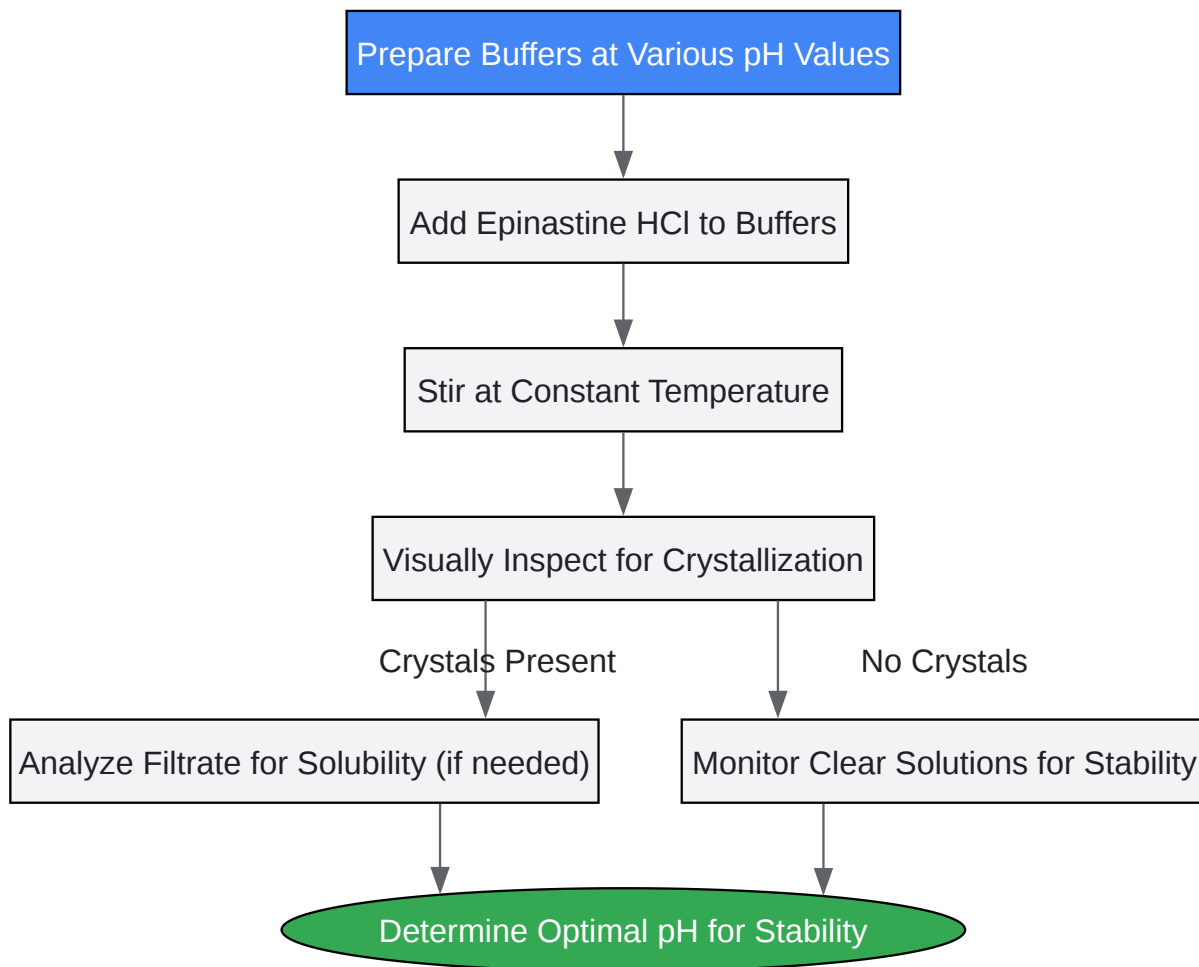 Prepare Buffers at Various pH Values
Add Epinastine HCl to Buffers
Stir at Constant Temperature
Visually Inspect for Crystallization
Crystals Present
No Crystals
Analyze Filtrate for Solubility (if needed)
Monitor Clear Solutions for Stability
Determine Optimal pH for Stability